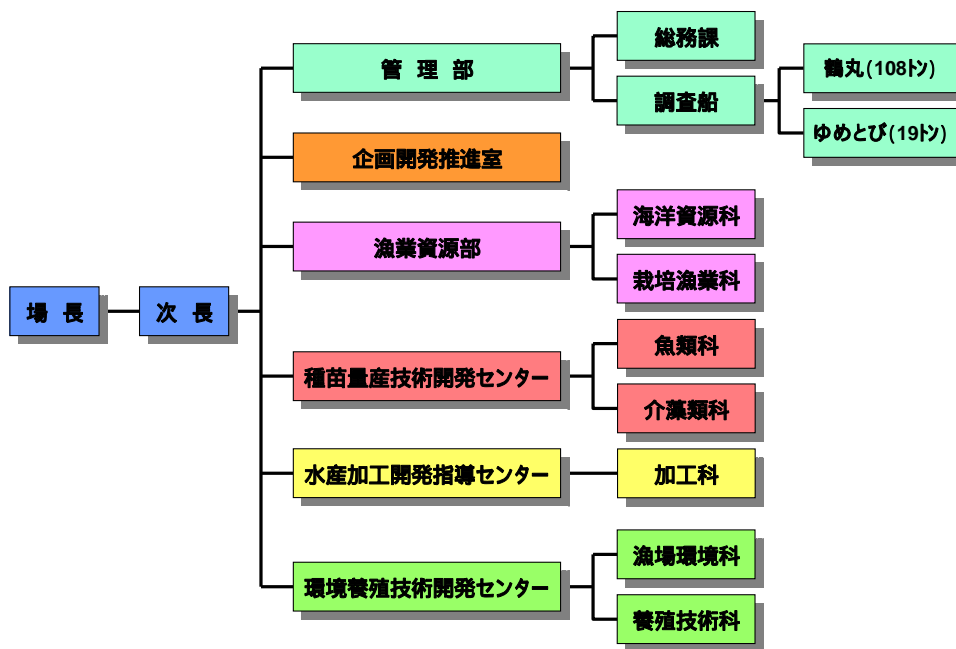 場 長
次 長
管 理 部
総務課
調査船
鶴丸(108トン)
ゆめとび(19トン)
企画開発推進室
漁業資源部
海洋資源科
栽培漁業科
種苗量産技術開発センター
魚類科
介藻類科
水産加工開発指導センター
加工科
環境養殖技術開発センター
漁場環境科
養殖技術科